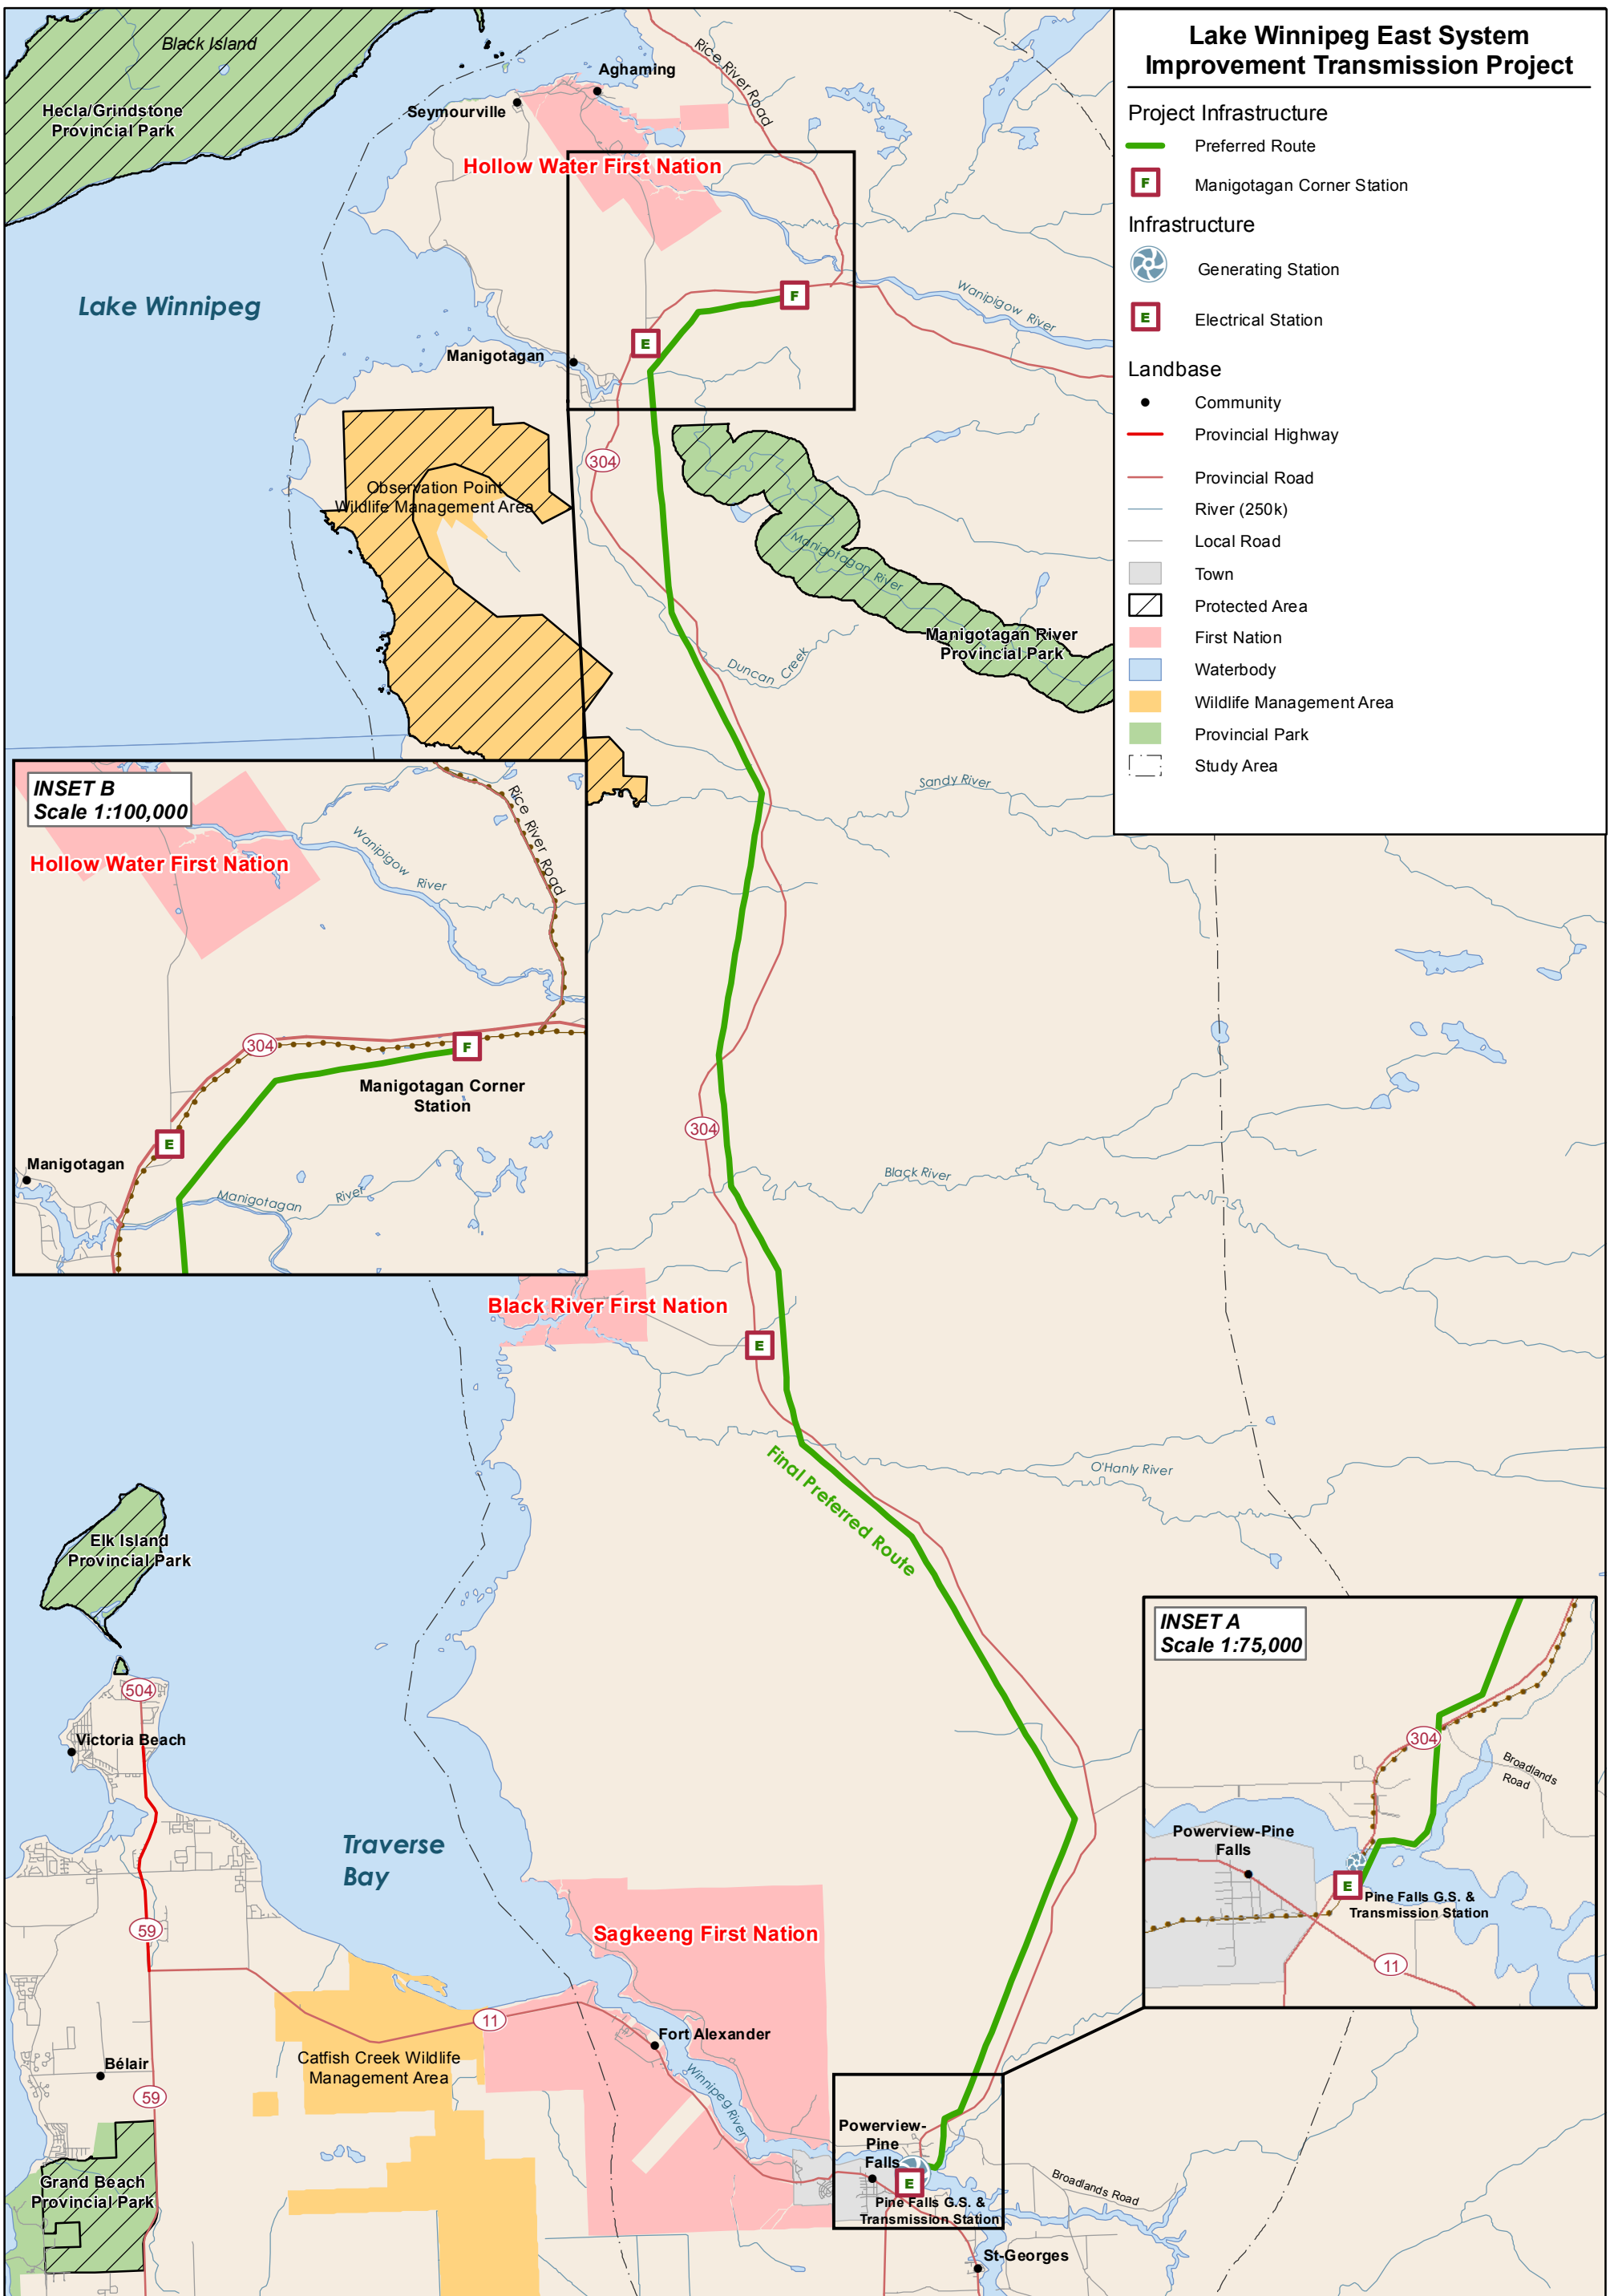 Lake Winnipeg East System
Improvement Transmission Project
Project Infrastructure
Preferred Route
F
Manigotagan Corner Station
Infrastructure
Generating Station
E
Electrical Station
Landbase
Community
Provincial Highway
Provincial Road
River (250k)
Local Road
Town
Protected Area
First Nation
Waterbody
Wildlife Management Area
Provincial Park
Study Area
Black Island
Hecla/Grindstone
Provincial Park
Aghaming
Seymourville
Rice River Road
Hollow Water First Nation
Lake Winnipeg
F
Wanipigow River
E
Manigotagan
304
Observation Point
Wildlife Management Area
Manigotagan River
Manigotagan River
Provincial Park
Duncan Creek
Sandy River
INSET B
Scale 1:100,000
Hollow Water First Nation
Rice River Road
Wanipigow
River
304
F
Manigotagan Corner
Station
E
Manigotagan
Manigotagan
River
304
Black River
Black River First Nation
E
Final Preferred Route
O'Hanly River
Elk Island
Provincial Park
504
Victoria Beach
Traverse
Bay
59
Sagkeeng First Nation
11
Fort Alexander
Catfish Creek Wildlife
Management Area
Bélair
59
Winnipeg River
Grand Beach
Provincial Park
Powerview-
Pine
Falls
E
Pine Falls G.S. &
Transmission Station
Broadlands Road
St-Georges
INSET A
Scale 1:75,000
304
Broadlands
Road
Powerview-Pine
Falls
E
Pine Falls G.S. &
Transmission Station
11